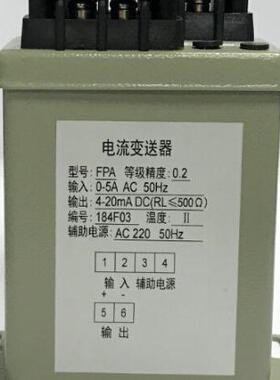 电流变送器
型号: FPA 等级精度: 0.2
输入: 0-5A AC 50Hz
输出: 4-20mA DC(RL≤500Ω)
编号: 184F03 温度: Ⅱ
辅助电源: AC 220 50Hz
1 2 3 4
输入 辅助电源
+ -
5 6
输出